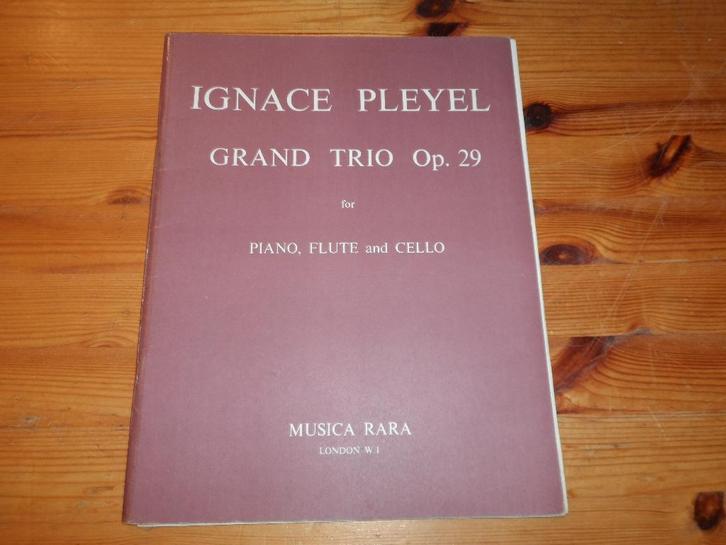 IGNACE PLEYEL
GRAND TRIO Op. 29
for
PIANO, FLUTE and CELLO
MUSICA RARA
LONDON W 1